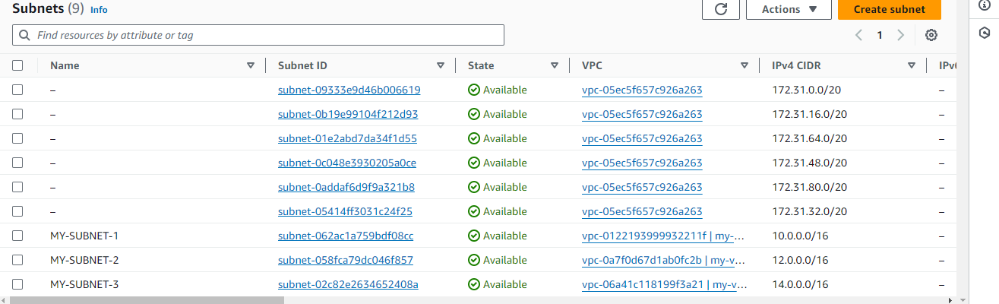 Subnets (9) Info
Actions
Create subnet
Find resources by attribute or tag
1
Name Subnet ID State VPC IPv4 CIDR IPv
– subnet-09333e9d46b006619 Available vpc-05ec5f657c926a263 172.31.0.0/20 –
– subnet-0b19e99104f212d93 Available vpc-05ec5f657c926a263 172.31.16.0/20 –
– subnet-01e2abd7da34f1d55 Available vpc-05ec5f657c926a263 172.31.64.0/20 –
– subnet-0c048e3930205a0ce Available vpc-05ec5f657c926a263 172.31.48.0/20 –
– subnet-0addaf6d9f9a321b8 Available vpc-05ec5f657c926a263 172.31.80.0/20 –
– subnet-05414ff3031c24f25 Available vpc-05ec5f657c926a263 172.31.32.0/20 –
MY-SUBNET-1 subnet-062ac1a759bdf08cc Available vpc-0122193999932211f | my-... 10.0.0.0/16 –
MY-SUBNET-2 subnet-058fca79dc046f857 Available vpc-0a7f0d67d1ab0fc2b | my-v... 12.0.0.0/16 –
MY-SUBNET-3 subnet-02c82e2634652408a Available vpc-06a41c118199f3a21 | my-v... 14.0.0.0/16 –